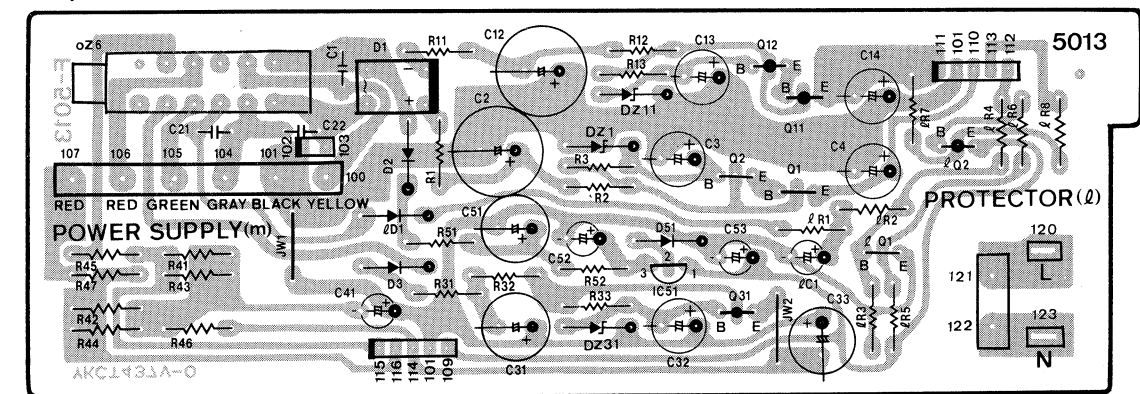 oZ6
C1
D1
R11
C12
R12
R13
C13
Q12
C14
111
101
110
113
112
5013
B
E
DZ11
B
E
Q11
ℓR7
ℓR4
ℓR6
ℓR8
E-5013
C21
C22
C2
DZ1
C3
C4
B
E
ℓQ2
102
103
107
106
105
104
101
100
D2
R1
R3
R2
B
Q2
E
Q1
B
E
RED
RED
GREEN
GRAY
BLACK
YELLOW
PROTECTOR(ℓ)
POWER SUPPLY(m)
JW1
ℓD1
C51
R51
C52
D51
C53
ℓR1
ℓR2
ℓ Q1
B
E
120
L
R45
R47
R41
R43
D3
R31
R32
R52
3
2
1
IC51
ℓC1
121
C41
R33
Q31
B
E
JW2
C33
ℓR3
ℓR5
122
123
N
R42
R44
R46
DZ31
C31
C32
115
116
114
101
109
YKCT437V-0